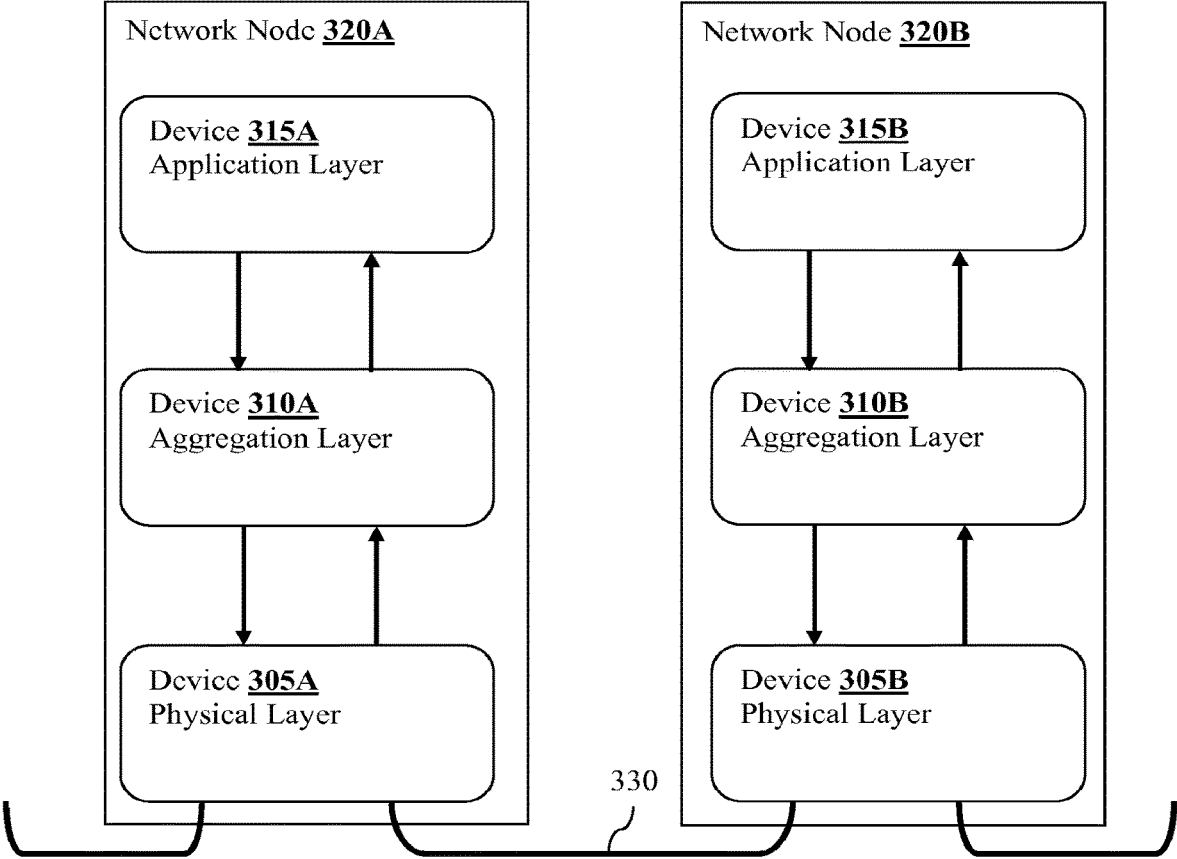 Network Node 320A
Device 315A
Application Layer
Device 310A
Aggregation Layer
Device 305A
Physical Layer
Network Node 320B
Device 315B
Application Layer
Device 310B
Aggregation Layer
Device 305B
Physical Layer
330